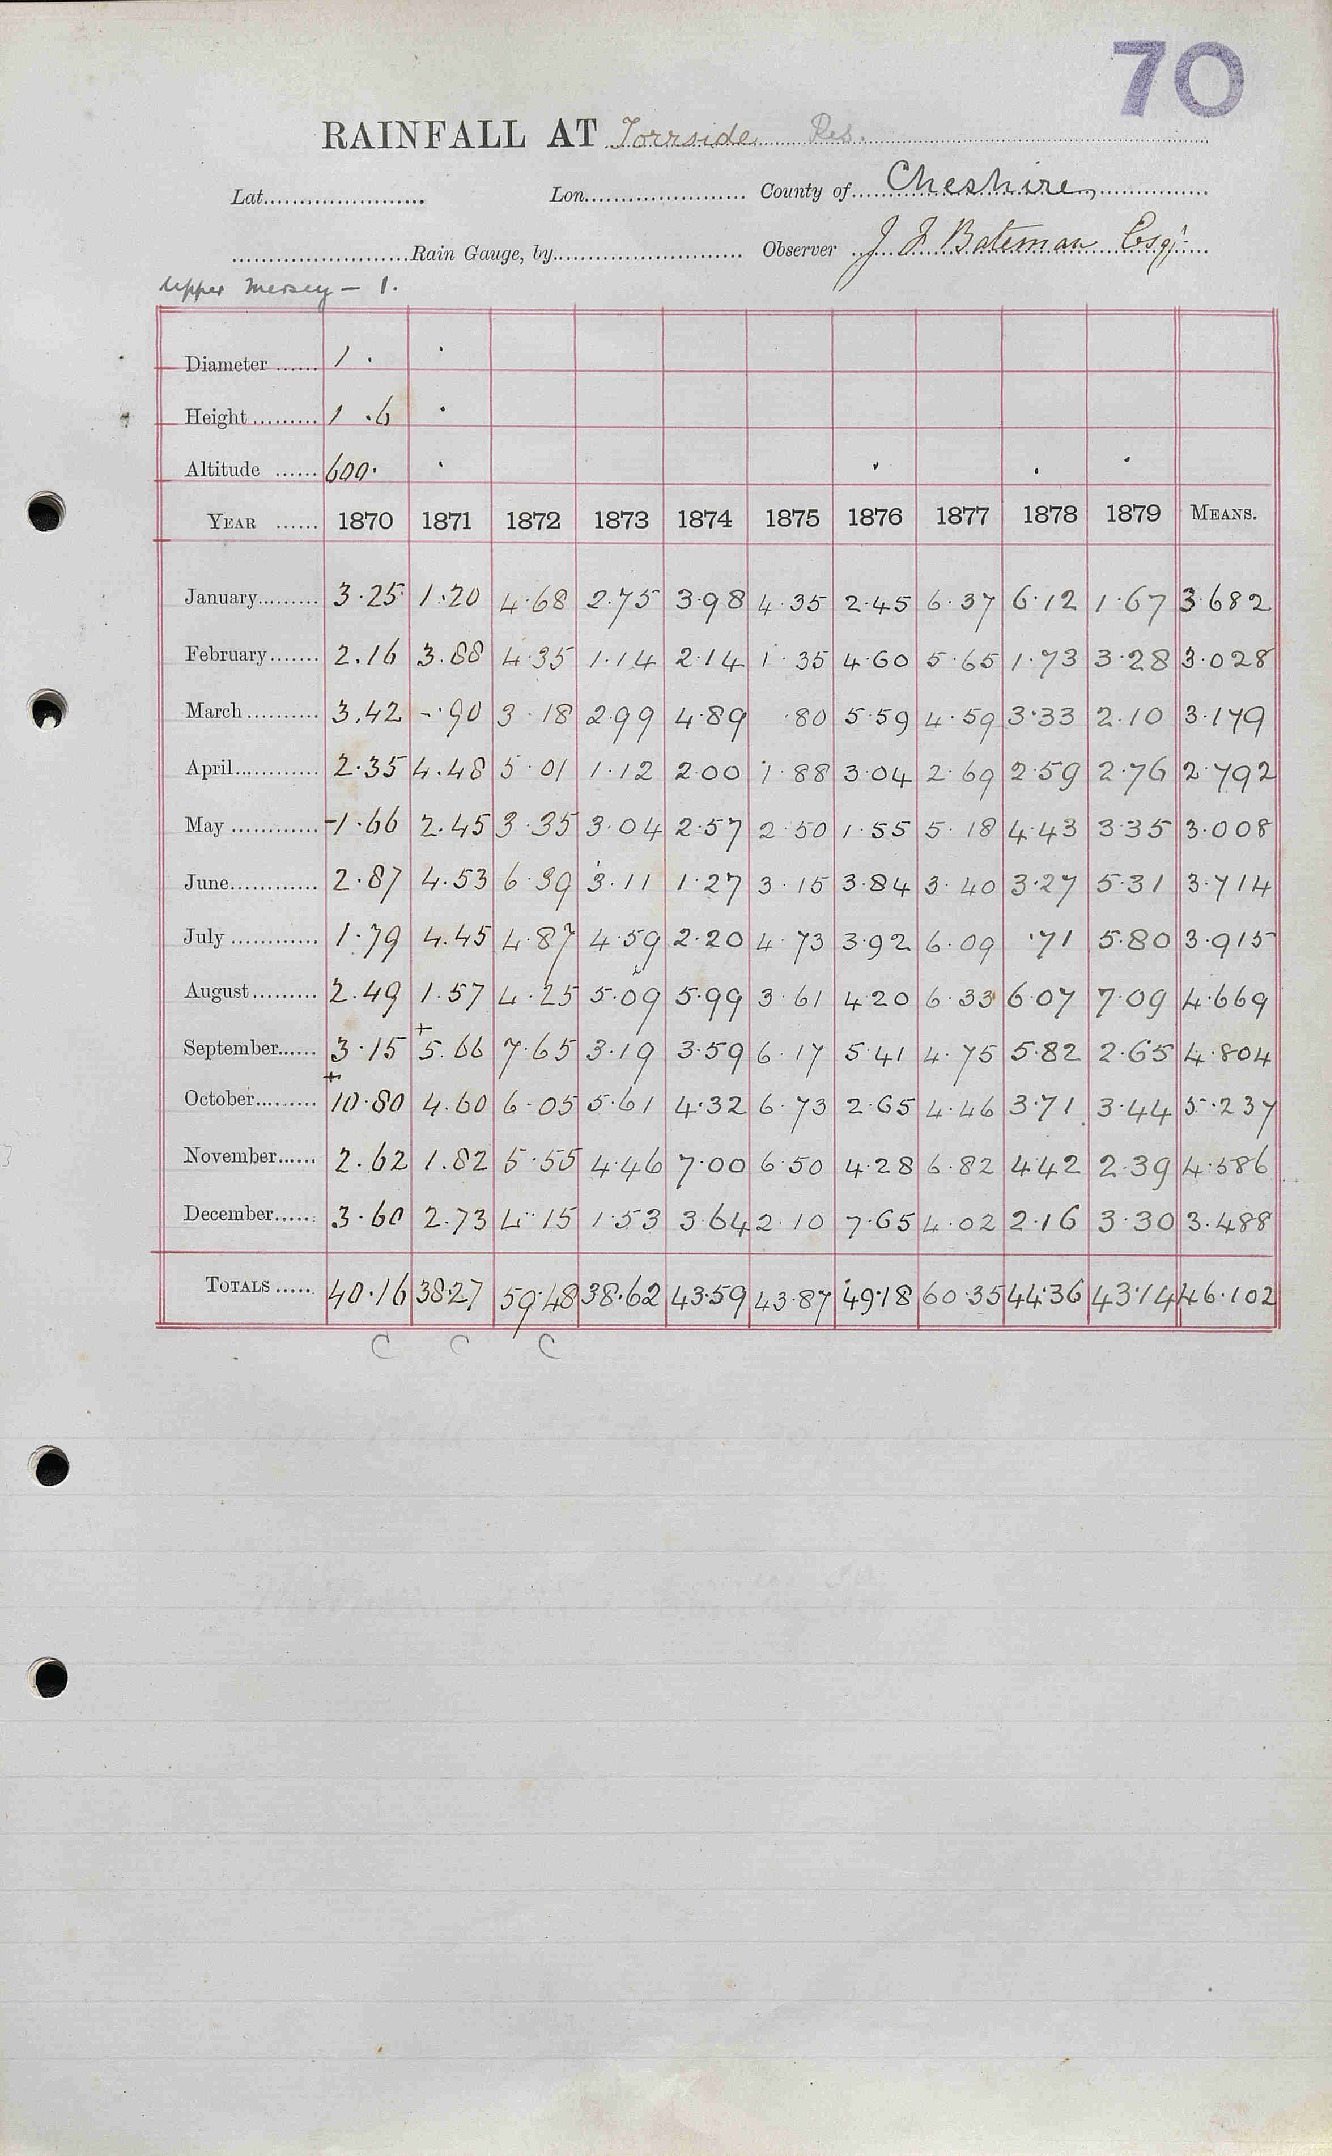 70
RAINFALL AT Torrside Res.
Lat. Lon. County of Cheshire
Rain Gauge, by Observer J F Bateman Esqr
Upper Mersey — 1.
Diameter 1 .
Height 1 .6
Altitude 600.
YEAR 1870 1871 1872 1873 1874 1875 1876 1877 1878 1879 MEANS.
January 3.25 1.20 4.68 2.75 3.98 4.35 2.45 6.37 6.12 1.67 3.682
February 2.16 3.88 4.35 1.14 2.14 1.35 4.60 5.65 1.73 3.28 3.028
March 3.42 -.90 3.18 2.99 4.89 .80 5.59 4.59 3.33 2.10 3.179
April 2.35 4.48 5.01 1.12 2.00 1.88 3.04 2.69 2.59 2.76 2.792
May -1.66 2.45 3.35 3.04 2.57 2.50 1.55 5.18 4.43 3.35 3.008
June 2.87 4.53 6.39 3.11 1.27 3.15 3.84 3.40 3.27 5.31 3.714
July 1.79 4.45 4.87 4.59 2.20 4.73 3.92 6.09 .71 5.80 3.915
August 2.49 1.57 4.25 5.09 5.99 3.61 4.20 6.33 6.07 7.09 4.669
September 3.15 +5.66 7.65 3.19 3.59 6.17 5.41 4.75 5.82 2.65 4.804
October +10.80 4.60 6.05 5.61 4.32 6.73 2.65 4.46 3.71 3.44 5.237
November 2.62 1.82 5.55 4.46 7.00 6.50 4.28 6.82 4.42 2.39 4.586
December 3.60 2.73 4.15 1.53 3.64 2.10 7.65 4.02 2.16 3.30 3.488
TOTALS 40.16 38.27 59.48 38.62 43.59 43.87 49.18 60.35 44.36 43.14 46.102
C C C